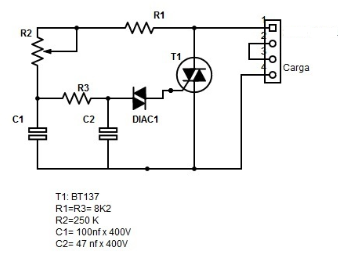 R1
1
R2
T1
2
3
R3
4
Carga
C1
C2
DIAC1
T1: BT137
R1=R3= 8K2
R2=250 K
C1= 100nf x 400V
C2= 47 nf x 400V